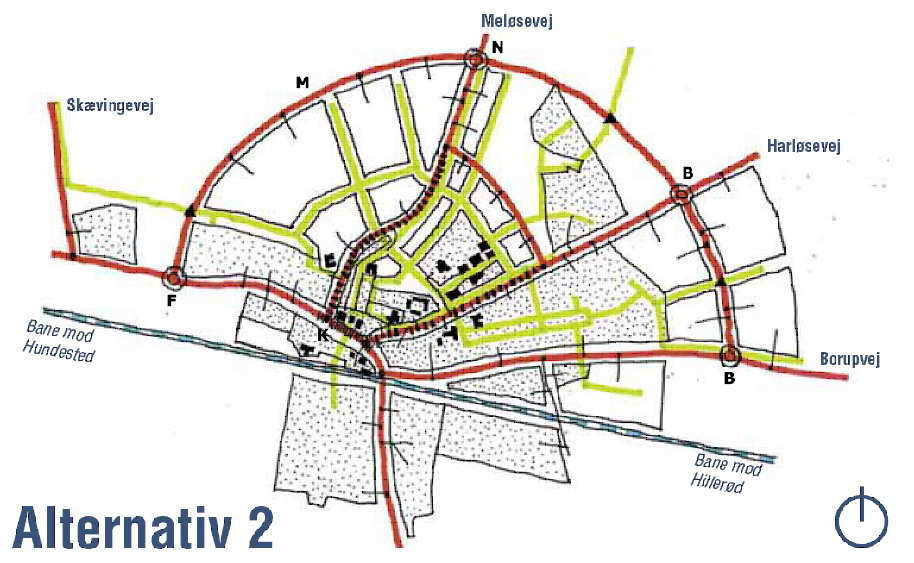 Meløsevej
N
M
Skævingevej
Harløsevej
B
F
K
Bane mod
Hundested
Borupvej
B
Bane mod
Hillerød
Alternativ 2